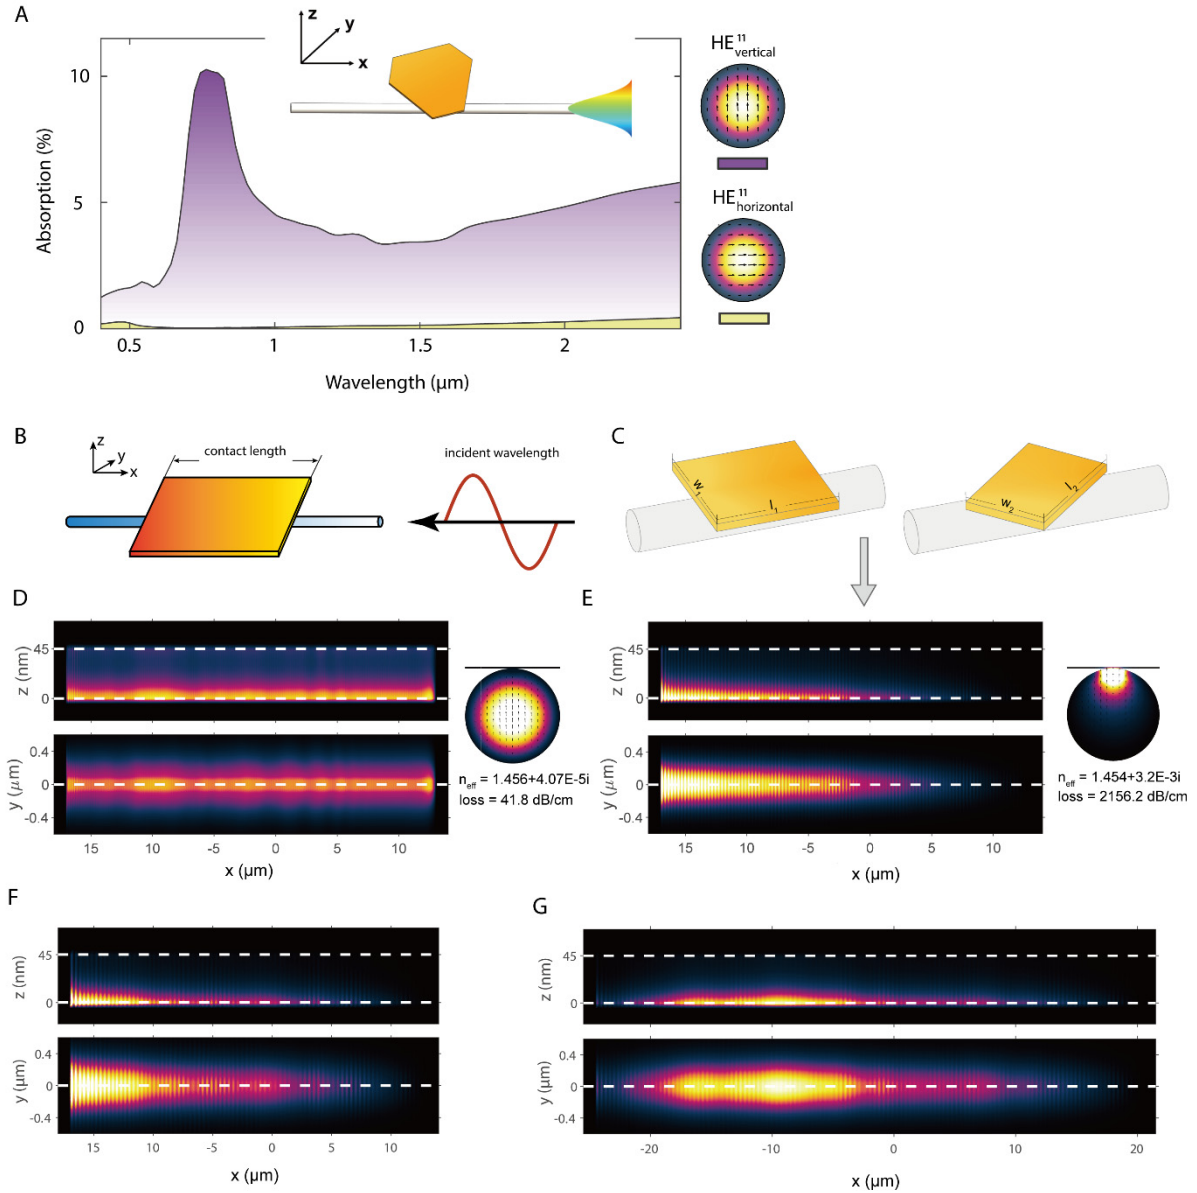 A
z
y
x
10
5
0
Absorption (%)
0.5
1
1.5
2
Wavelength (μm)
HE¹¹vertical
HE¹¹horizontal
B
z
y
x
contact length
incident wavelength
C
w₁
l₁
w₂
l₂
D
45
0
z (nm)
0.4
0
-0.4
y (μm)
15
10
-5
0
5
10
x (μm)
neff = 1.456+4.07E-5i
loss = 41.8 dB/cm
E
45
0
z (nm)
0.4
0
-0.4
y (μm)
15
10
-5
0
5
10
x (μm)
neff = 1.454+3.2E-3i
loss = 2156.2 dB/cm
F
45
0
z (nm)
0.4
0
-0.4
y (μm)
15
10
5
0
5
10
x (μm)
G
45
0
z (nm)
0.4
0
-0.4
y (μm)
-20
-10
0
10
20
x (μm)